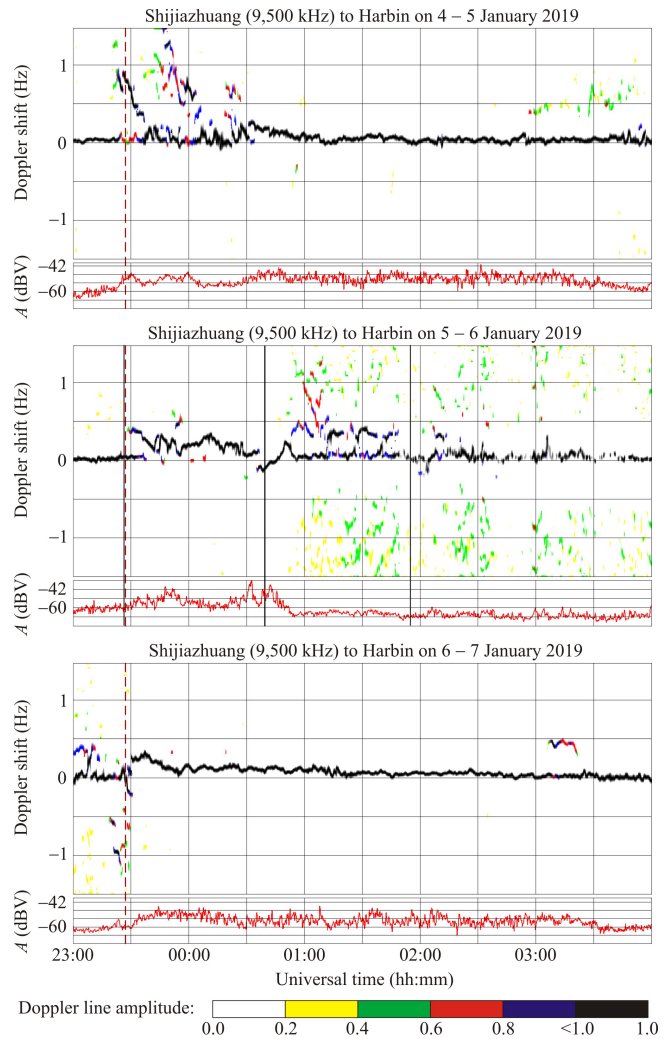 Shijiazhuang (9,500 kHz) to Harbin on 4 – 5 January 2019
Doppler shift (Hz)
1
0
−1
A (dBV)
−42
−60
Shijiazhuang (9,500 kHz) to Harbin on 5 – 6 January 2019
Doppler shift (Hz)
1
0
−1
A (dBV)
−42
−60
Shijiazhuang (9,500 kHz) to Harbin on 6 – 7 January 2019
Doppler shift (Hz)
1
0
−1
A (dBV)
−42
−60
23:00 00:00 01:00 02:00 03:00
Universal time (hh:mm)
Doppler line amplitude:
0.0 0.2 0.4 0.6 0.8 <1.0 1.0